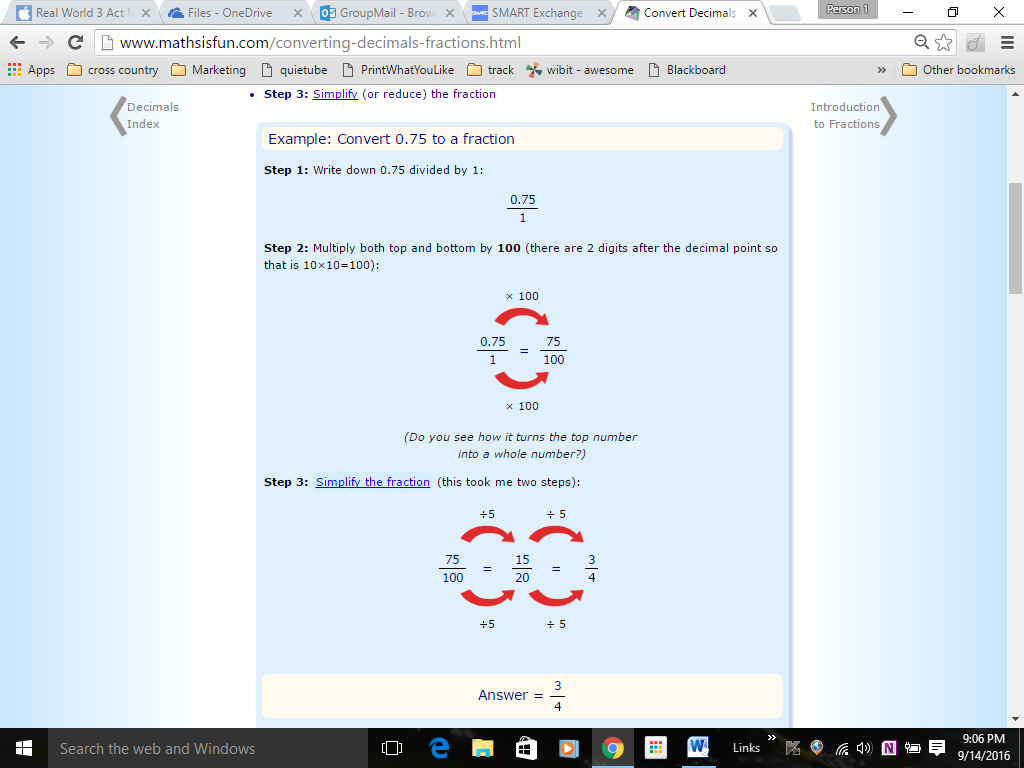 Real World 3 Act M
Files - OneDrive
GroupMail - Brow
SMART Exchange
Convert Decimals
Person 1
www.mathsisfun.com/converting-decimals-fractions.html
Apps
cross country
Marketing
quietube
PrintWhatYouLike
track
wibit - awesome
Blackboard
»
Other bookmarks
Decimals
Index
Introduction
to Fractions
• Step 3: Simplify (or reduce) the fraction
Example: Convert 0.75 to a fraction
Step 1: Write down 0.75 divided by 1:
0.75
1
Step 2: Multiply both top and bottom by 100 (there are 2 digits after the decimal point so
that is 10×10=100):
× 100
0.75 = 75
1 100
× 100
(Do you see how it turns the top number
into a whole number?)
Step 3: Simplify the fraction (this took me two steps):
÷5 ÷ 5
75 = 15 = 3
100 20 4
÷5 ÷ 5
Answer = 3
4
Search the web and Windows
Links
»
9:06 PM
9/14/2016